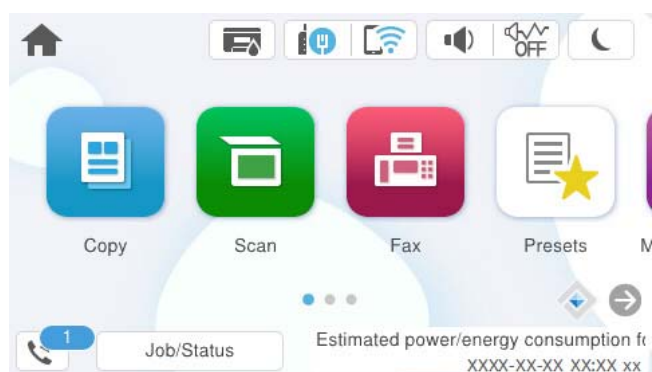 OFF
Copy
Scan
Fax
Presets
M
1
Job/Status
Estimated power/energy consumption fo
XXXX-XX-XX XX:XX xx